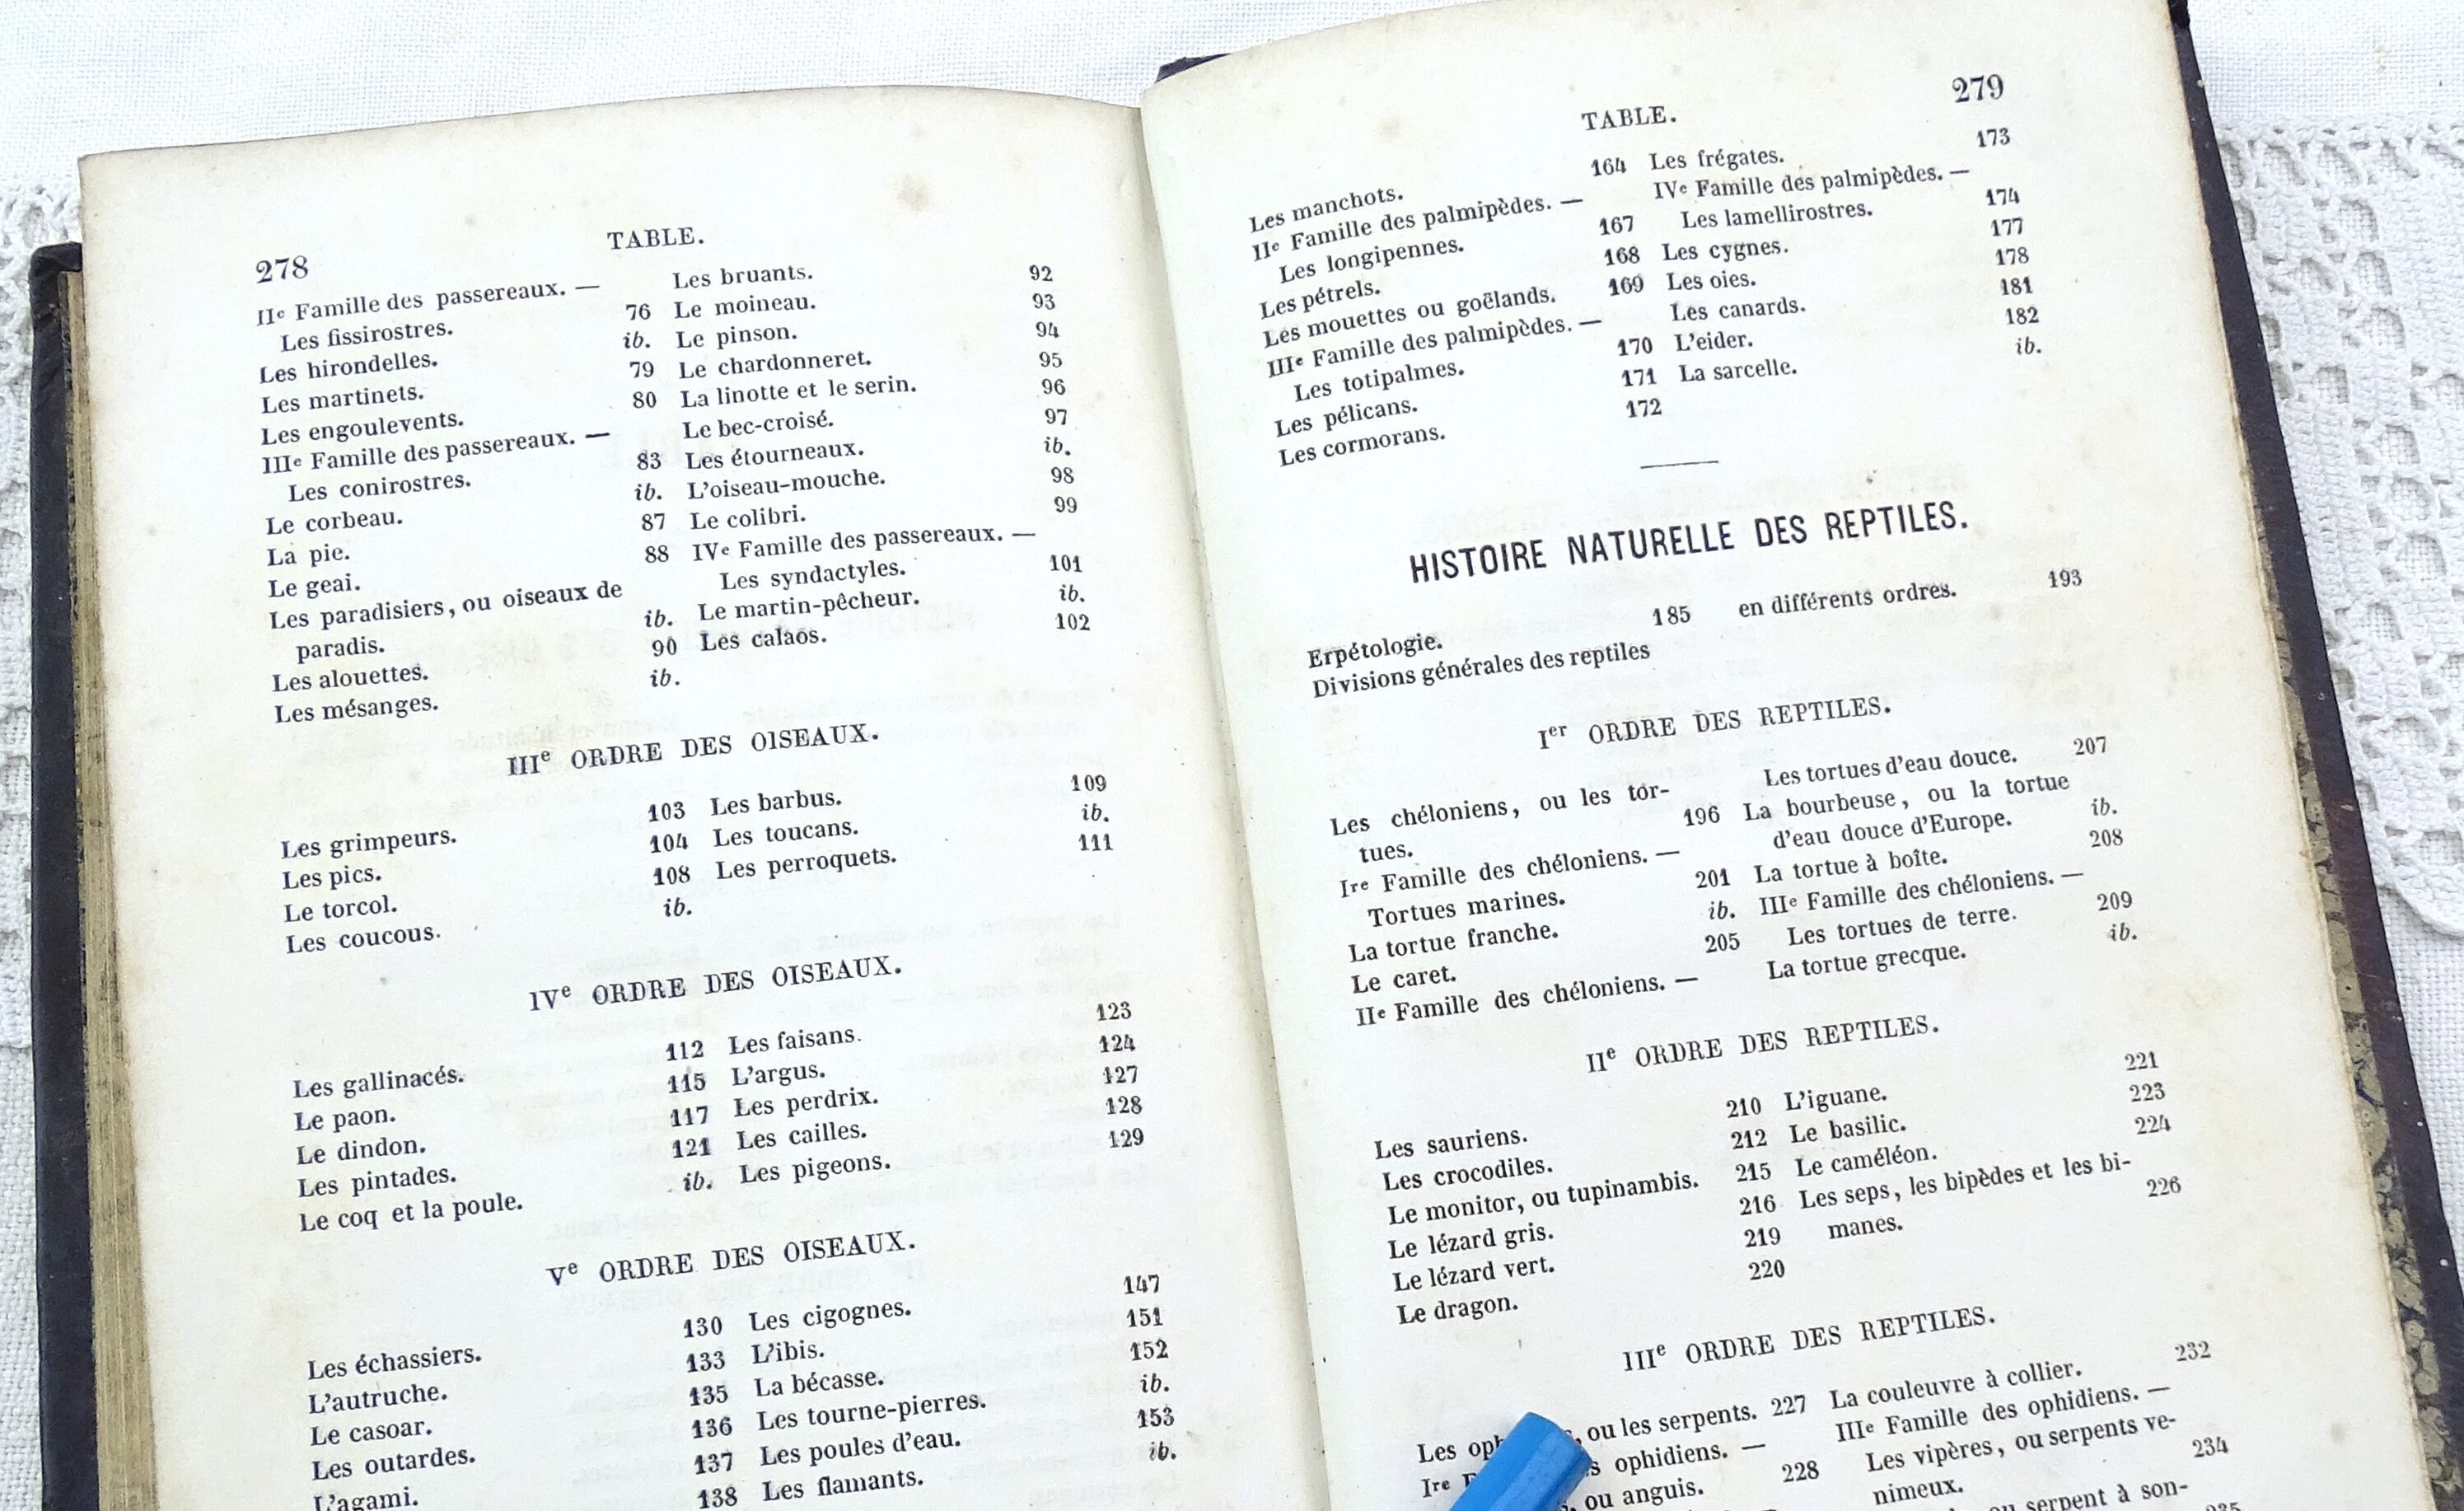 278
TABLE.
IIe Famille des passereaux. —
Les fissirostres. 76
Les hirondelles. ib.
Les martinets. 79
Les engoulevents. 80
IIIe Famille des passereaux. —
Les conirostres. 83
Le corbeau. ib.
La pie. 87
Le geai. 88
Les paradisiers, ou oiseaux de
paradis. ib.
Les alouettes. 90
Les mésanges. ib.
Les bruants. 92
Le moineau. 93
Le pinson. 94
Le chardonneret. 95
La linotte et le serin. 96
Le bec-croisé. 97
Les étourneaux. ib.
L'oiseau-mouche. 98
Le colibri. 99
IVe Famille des passereaux. —
Les syndactyles. 101
Le martin-pêcheur. ib.
Les calaos. 102
IIIe ORDRE DES OISEAUX.
Les grimpeurs. 103
Les pics. 104
Le torcol. 108
Les coucous. ib.
Les barbus. 109
Les toucans. ib.
Les perroquets. 111
IVe ORDRE DES OISEAUX.
Les gallinacés. 112
Le paon. 115
Le dindon. 117
Les pintades. 121
Le coq et la poule. ib.
Les faisans. 123
L'argus. 124
Les perdrix. 127
Les cailles. 128
Les pigeons. 129
Ve ORDRE DES OISEAUX.
Les échassiers. 130
L'autruche. 133
Le casoar. 135
Les outardes. 136
L'agami. 137
138
Les cigognes. 147
L'ibis. 151
La bécasse. 152
Les tourne-pierres. ib.
Les poules d'eau. 153
Les flamants. ib.
TABLE.
279
Les manchots. 164
IIe Famille des palmipèdes. —
Les longipennes. 167
Les pétrels. 168
Les mouettes ou goëlands. 169
IIIe Famille des palmipèdes. —
Les totipalmes. 170
Les pélicans. 171
Les cormorans. 172
Les frégates. 173
IVe Famille des palmipèdes. —
Les lamellirostres. 174
Les cygnes. 177
Les oies. 178
Les canards. 181
L'eider. 182
La sarcelle. ib.
HISTOIRE NATURELLE DES REPTILES.
Erpétologie. 185
Divisions générales des reptiles
en différents ordres. 193
Ier ORDRE DES REPTILES.
Les chéloniens, ou les tor-
tues. 196
Ire Famille des chéloniens. —
Tortues marines. 201
La tortue franche. ib.
Le caret. 205
IIe Famille des chéloniens. —
Les tortues d'eau douce. 207
La bourbeuse, ou la tortue
d'eau douce d'Europe. ib.
La tortue à boîte. 208
IIIe Famille des chéloniens. —
Les tortues de terre. 209
La tortue grecque. ib.
IIe ORDRE DES REPTILES.
Les sauriens. 210
Les crocodiles. 212
Le monitor, ou tupinambis. 215
Le lézard gris. 216
Le lézard vert. 219
Le dragon. 220
L'iguane. 221
Le basilic. 223
Le caméléon. 224
Les seps, les bipèdes et les bi-
manes. 226
IIIe ORDRE DES REPTILES.
Les oph , ou les serpents. 227
Ire ophidiens. —
ou anguis. 228
La couleuvre à collier. 232
IIIe Famille des ophidiens. —
Les vipères, ou serpents ve-
nimeux. 234
serpent à son-